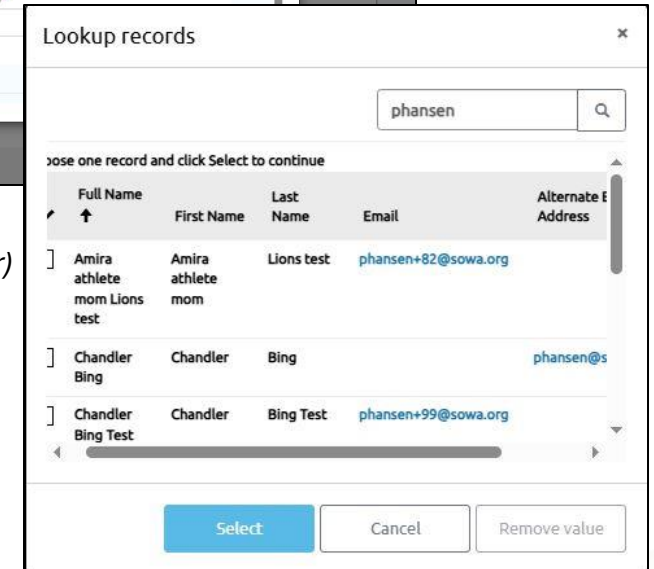 Lookup records ×
phansen
oose one record and click Select to continue
Full Name ↑ First Name Last Name Email Alternate E Address
Amira athlete mom Lions test Amira athlete mom Lions test phansen+82@sowa.org
Chandler Bing Chandler Bing phansen@s
Chandler Bing Test Chandler Bing Test phansen+99@sowa.org
Select Cancel Remove value